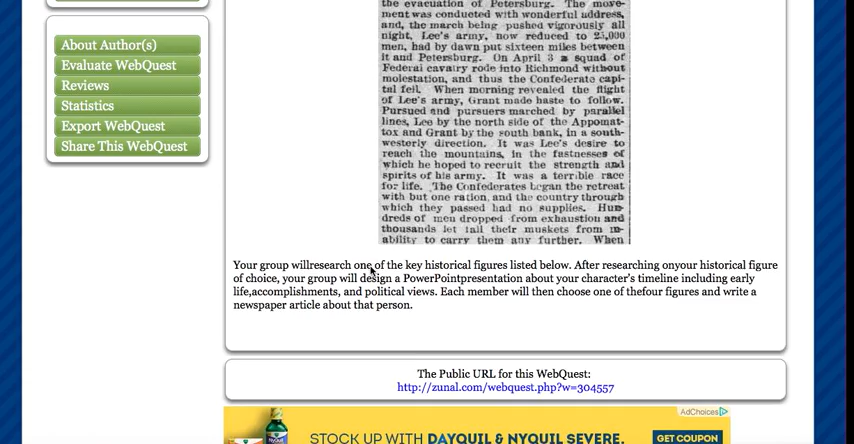 About Author(s)
Evaluate WebQuest
Reviews
Statistics
Export WebQuest
Share This WebQuest
the evacuation of Petersburg. The move-
ment was conducted with wonderful address,
and, the march being pushed vigorously all
night, Lee's army, now reduced to 25,000
men, had by dawn put sixteen miles between
it and Petersburg. On April 3 a squad of
Federal cavalry rode into Richmond without
molestation, and thus the Confederate capi-
tal fell. When morning revealed the flight
of Lee's army, Grant made haste to follow.
Pursued and pursuers marched by parallel
lines, Lee by the north side of the Appomat-
tox and Grant by the south bank, in a south-
westerly direction. It was Lee's desire to
reach the mountains, in the fastnesses of
which he hoped to recruit the strength and
spirits of his army. It was a terrible race
for life. The Confederates began the retreat
with but one ration, and the country through
which they passed had no supplies. Hun-
dreds of men dropped from exhaustion and
thousands let fall their muskets from in-
ability to carry them any further. When
Your group willresearch one of the key historical figures listed below. After researching onyour historical figure
of choice, your group will design a PowerPointpresentation about your character's timeline including early
life,accomplishments, and political views. Each member will then choose one of thefour figures and write a
newspaper article about that person.
The Public URL for this WebQuest:
http://zunal.com/webquest.php?w=304557
AdChoices
STOCK UP WITH DAYQUIL & NYQUIL SEVERE.
GET COUPON